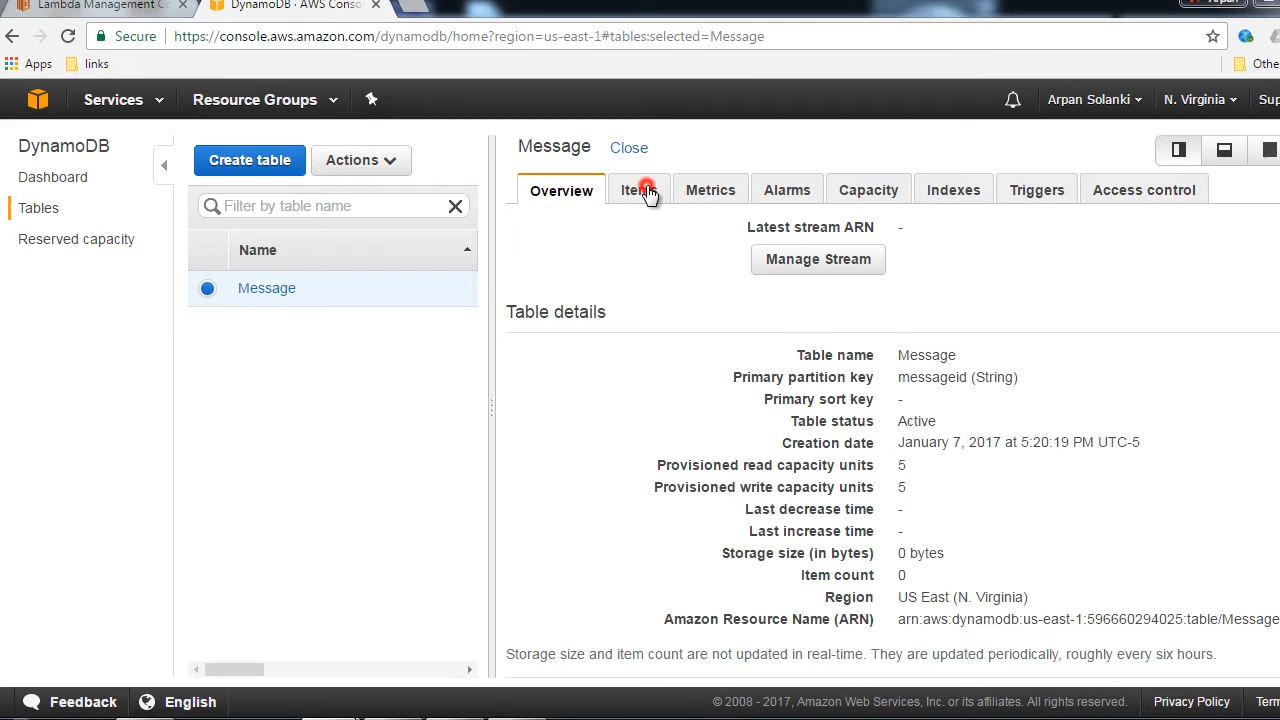 Lambda Management Co
DynamoDB · AWS Conso
Arpan
Secure https://console.aws.amazon.com/dynamodb/home?region=us-east-1#tables:selected=Message
Apps links Othe
Services Resource Groups Arpan Solanki N. Virginia Sup
DynamoDB
Dashboard
Tables
Reserved capacity
Create table Actions
Filter by table name
Name
Message
Message Close
Overview Metrics Alarms Capacity Indexes Triggers Access control
Latest stream ARN -
Manage Stream
Table details
Table name Message
Primary partition key messageid (String)
Primary sort key -
Table status Active
Creation date January 7, 2017 at 5:20:19 PM UTC-5
Provisioned read capacity units 5
Provisioned write capacity units 5
Last decrease time -
Last increase time -
Storage size (in bytes) 0 bytes
Item count 0
Region US East (N. Virginia)
Amazon Resource Name (ARN) arn:aws:dynamodb:us-east-1:596660294025:table/Message
Storage size and item count are not updated in real-time. They are updated periodically, roughly every six hours.
Feedback English © 2008 - 2017, Amazon Web Services, Inc. or its affiliates. All rights reserved. Privacy Policy Term